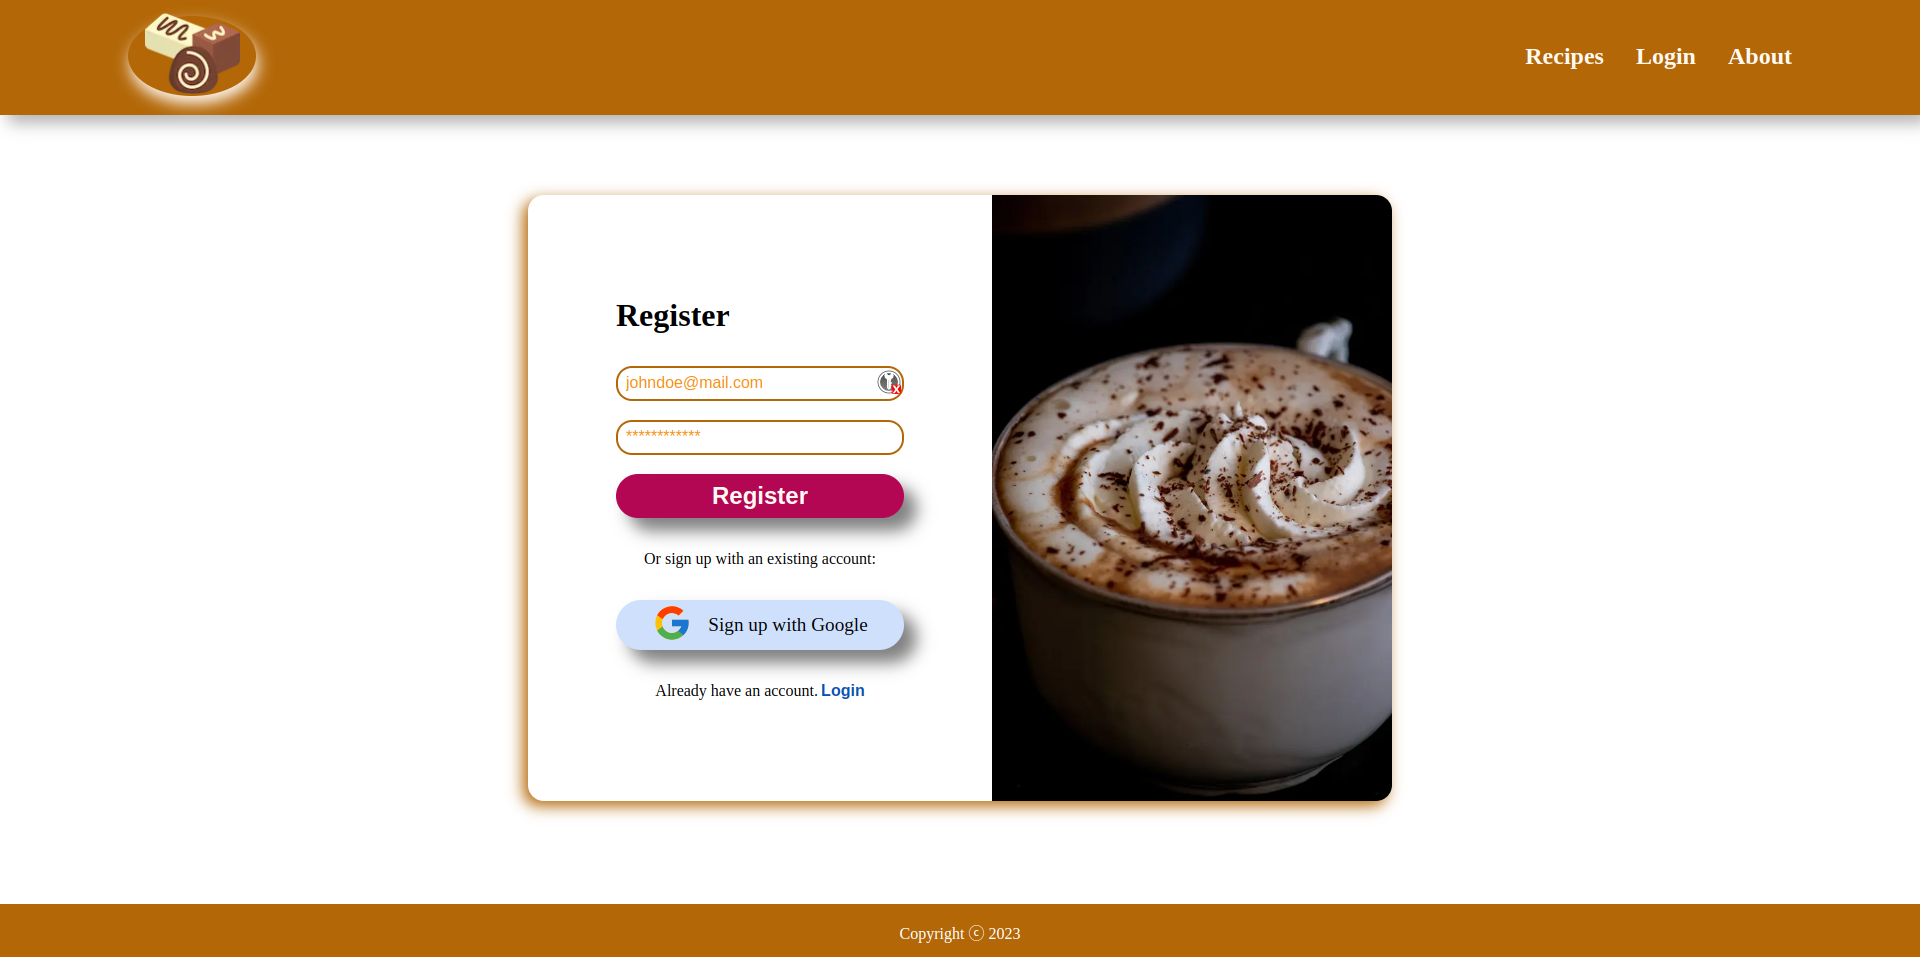 Recipes Login About
Register
johndoe@mail.com
************
Register
Or sign up with an existing account:
Sign up with Google
Already have an account. Login
Copyright ⓒ 2023